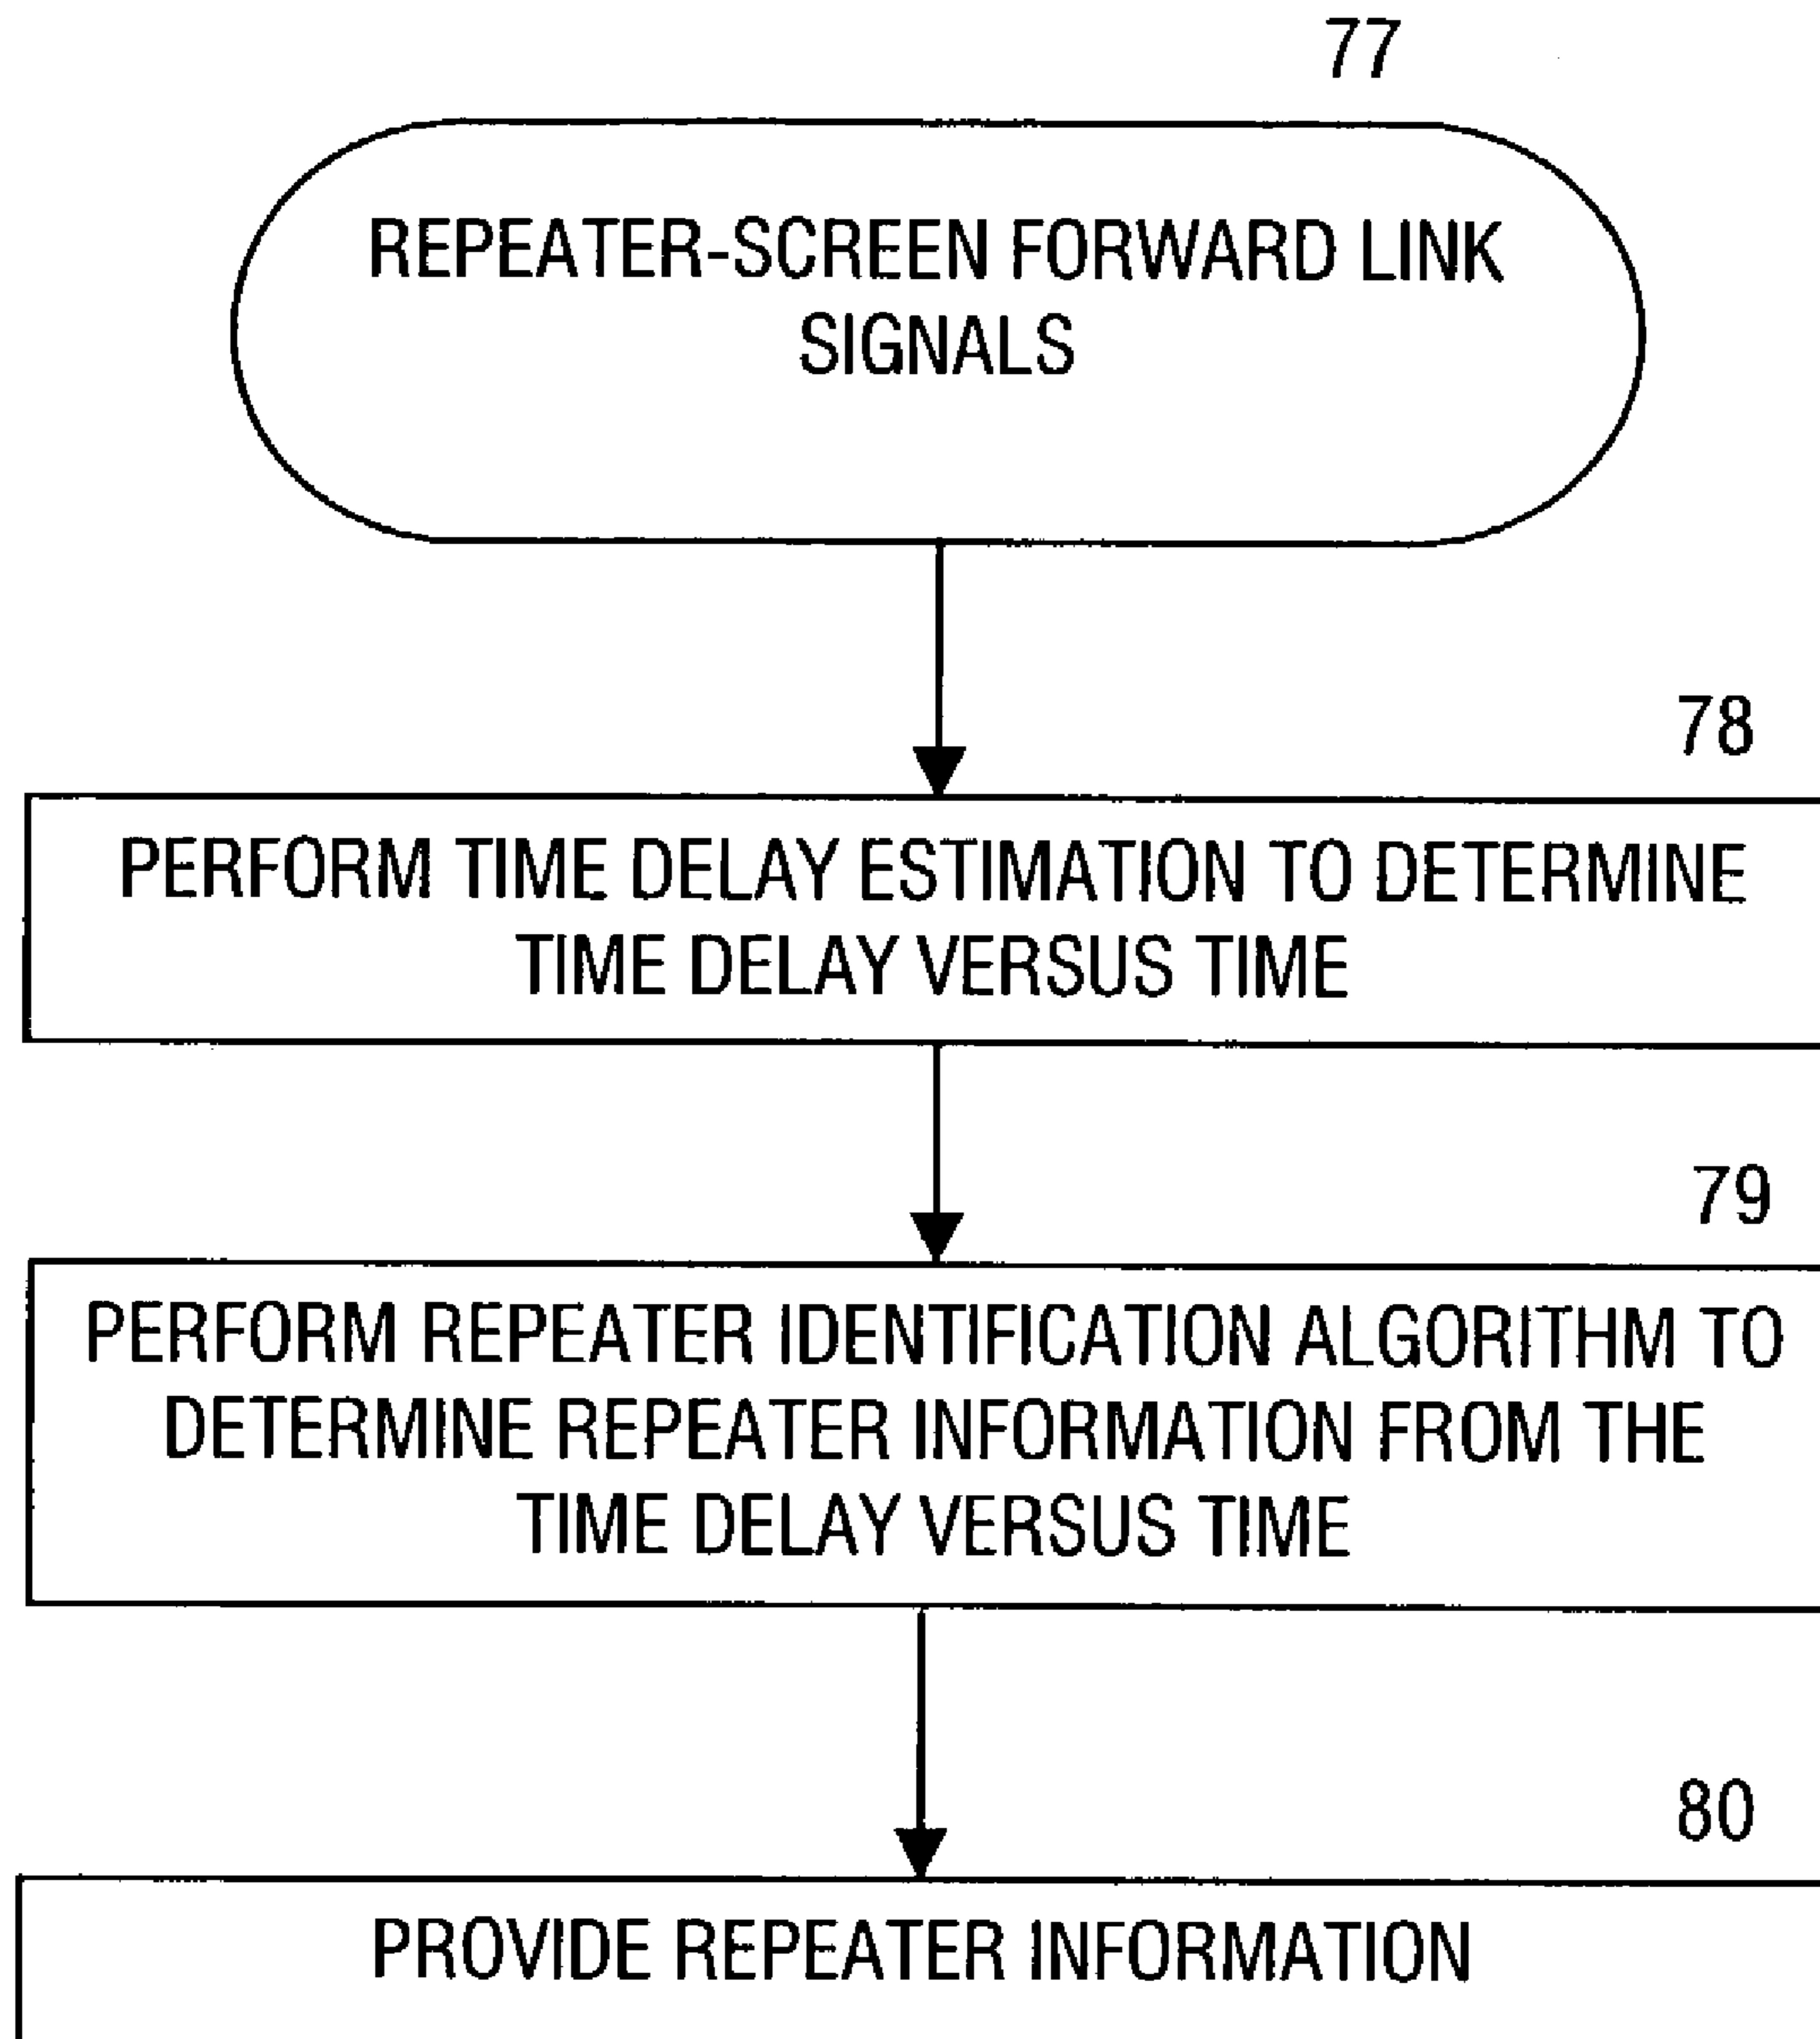 77
REPEATER-SCREEN FORWARD LINK
SIGNALS
78
PERFORM TIME DELAY ESTIMATION TO DETERMINE
TIME DELAY VERSUS TIME
79
PERFORM REPEATER IDENTIFICATION ALGORITHM TO
DETERMINE REPEATER INFORMATION FROM THE
TIME DELAY VERSUS TIME
80
PROVIDE REPEATER INFORMATION